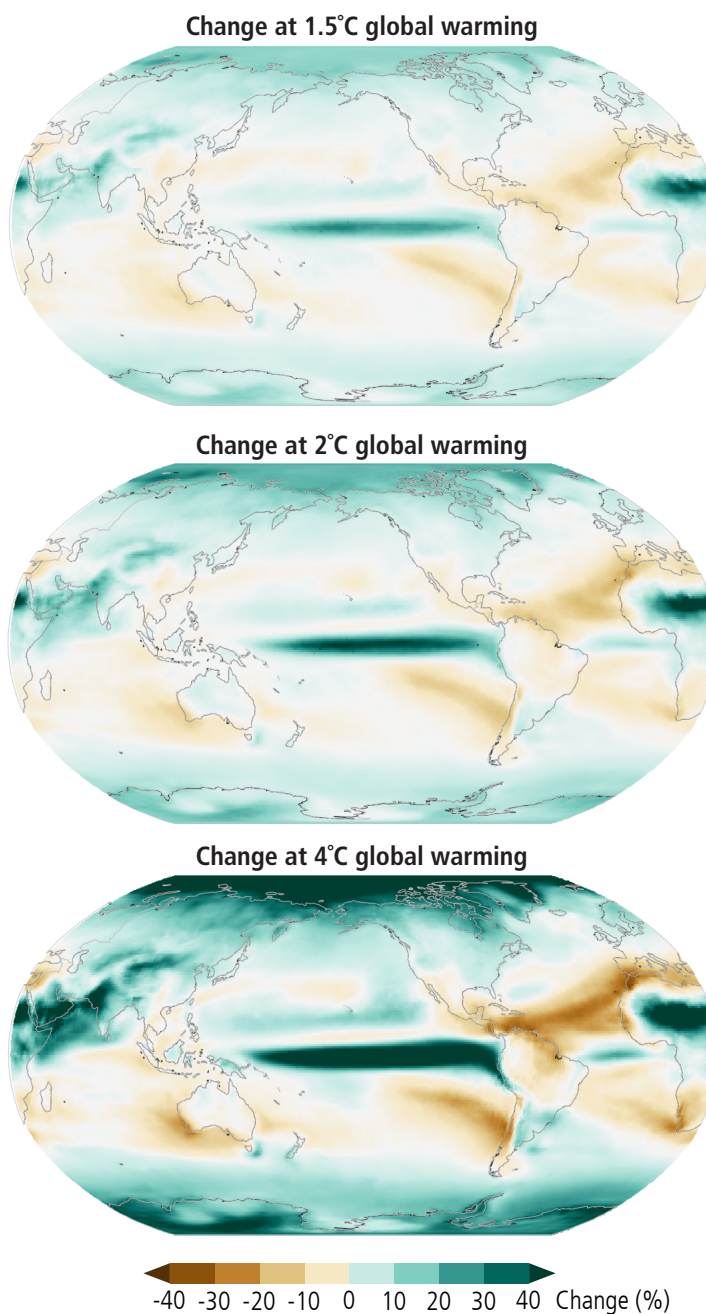 Change at 1.5˚C global warming
Change at 2˚C global warming
Change at 4˚C global warming
-40 -30 -20 -10 0 10 20 30 40 Change (%)